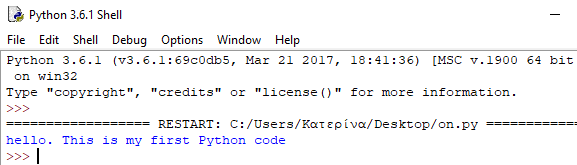 Python 3.6.1 Shell
File Edit Shell Debug Options Window Help
Python 3.6.1 (v3.6.1:69c0db5, Mar 21 2017, 18:41:36) [MSC v.1900 64 bit
on win32
Type "copyright", "credits" or "license()" for more information.
>>>
================== RESTART: C:/Users/Κατερίνα/Desktop/on.py ============
hello. This is my first Python code
>>>